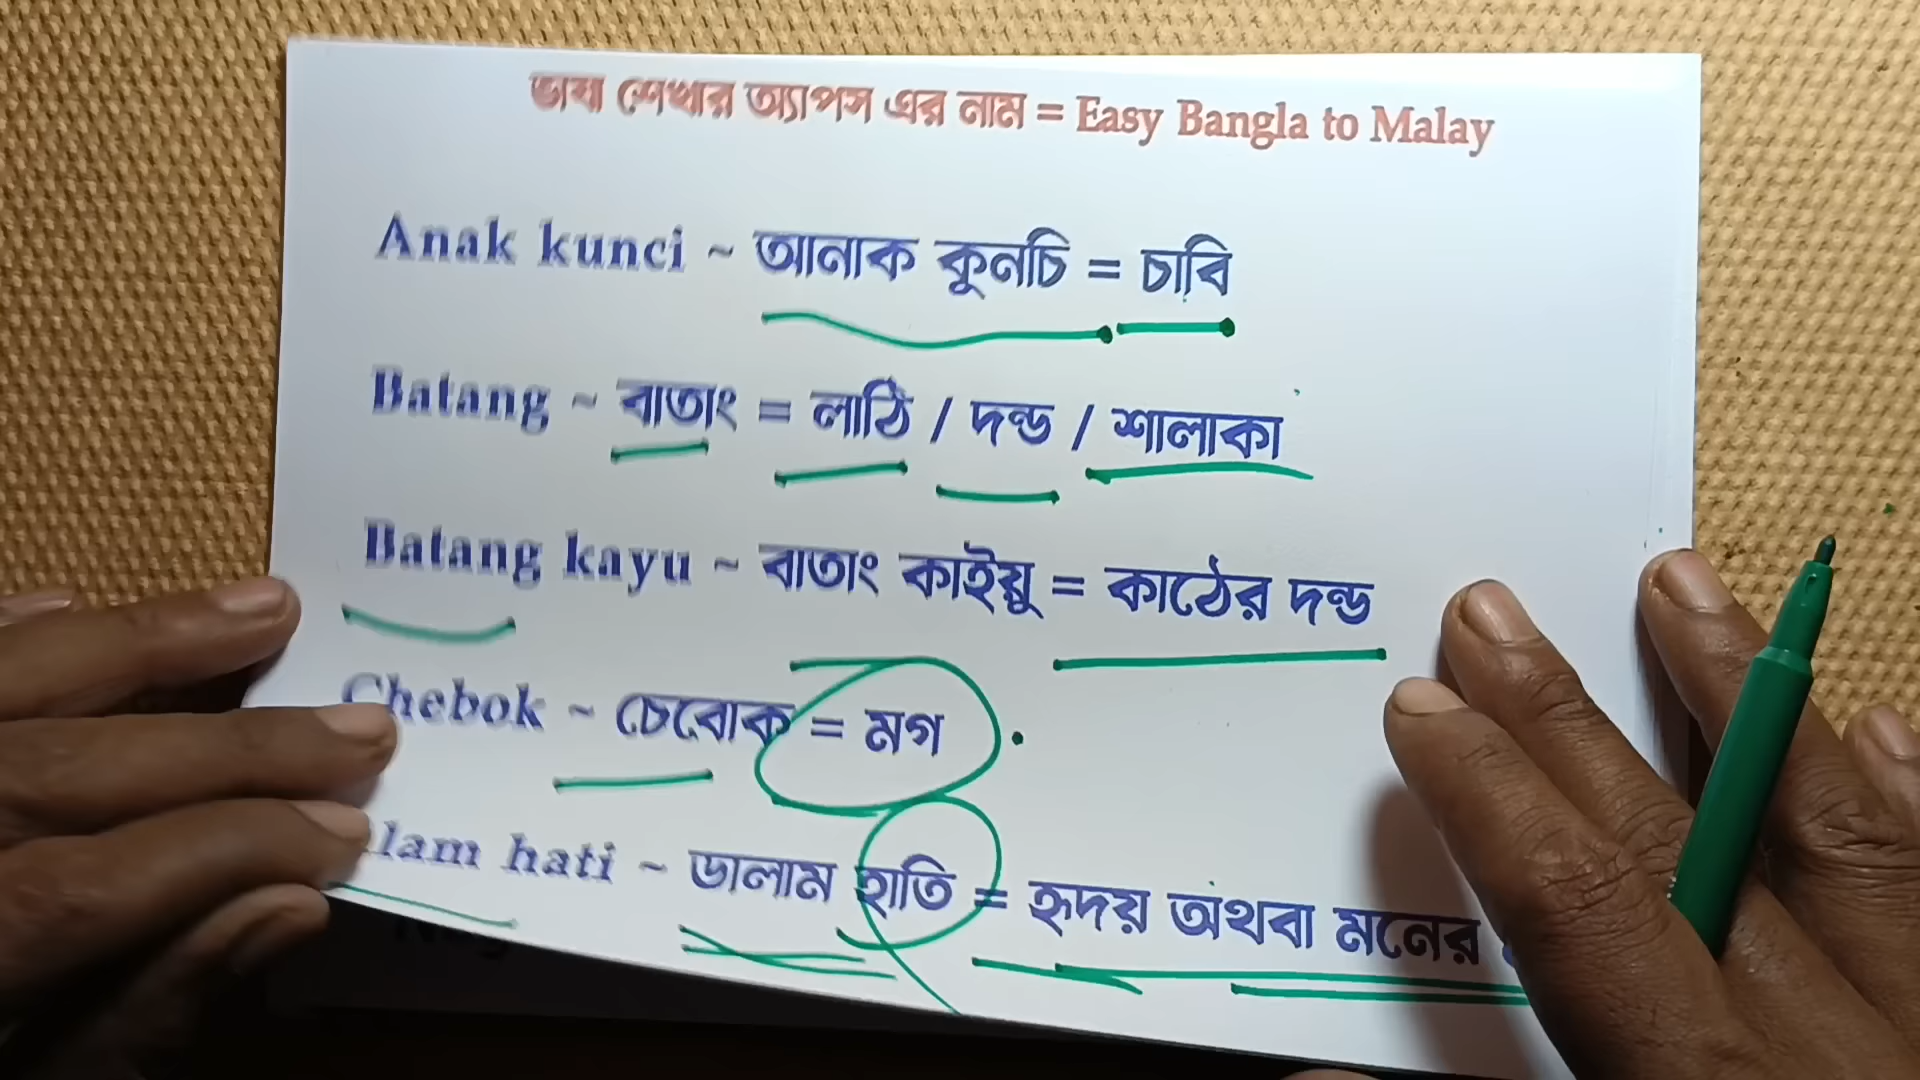 ভাষা শেখার অ্যাপস এর নাম = Easy Bangla to Malay
Anak kunci ~ আনাক কুনচি = চাবি
Batang ~ বাতাং = লাঠি / দন্ড / শালাকা
Batang kayu ~ বাতাং কাইয়ু = কাঠের দন্ড
Chebok ~ চেবোক = মগ
lam hati ~ ডালাম হাতি = হৃদয় অথবা মনের